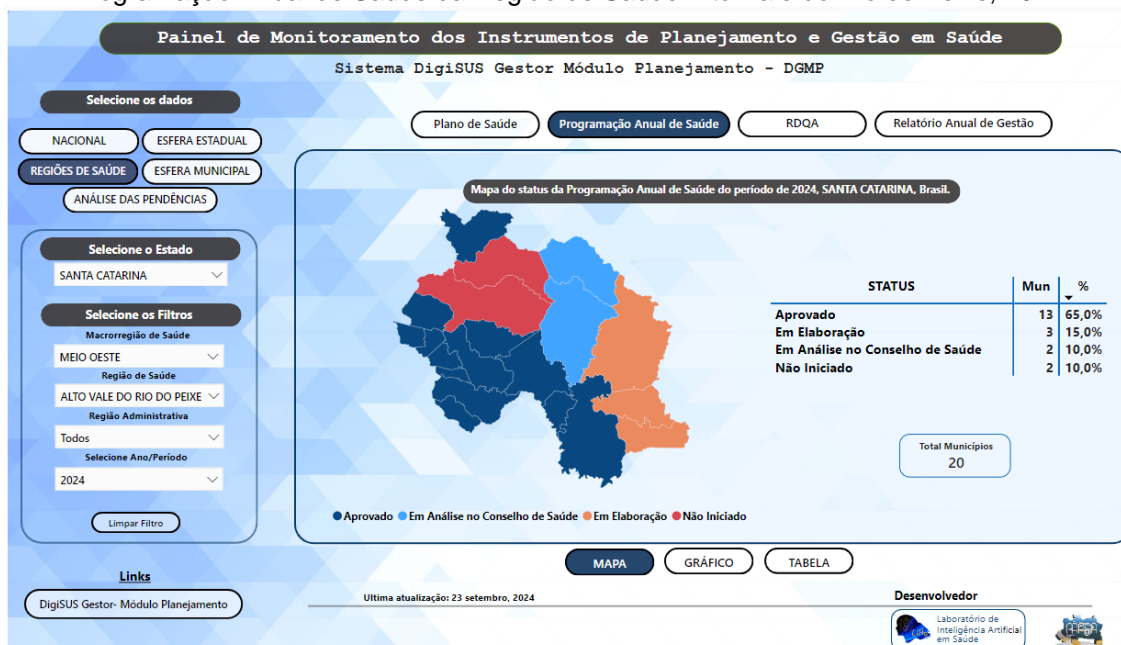 Painel de Monitoramento dos Instrumentos de Planejamento e Gestão em Saúde
Sistema DigiSUS Gestor Módulo Planejamento - DGMP
Selecione os dados
NACIONAL
ESFERA ESTADUAL
REGIÕES DE SAÚDE
ESFERA MUNICIPAL
ANÁLISE DAS PENDÊNCIAS
Selecione o Estado
SANTA CATARINA
Selecione os Filtros
Macrorregião de Saúde
MEIO OESTE
Região de Saúde
ALTO VALE DO RIO DO PEIXE
Região Administrativa
Todos
Selecione Ano/Período
2024
Limpar Filtro
Links
DigiSUS Gestor- Módulo Planejamento
Plano de Saúde
Programação Anual de Saúde
RDQA
Relatório Anual de Gestão
Mapa do status da Programação Anual de Saúde do período de 2024, SANTA CATARINA, Brasil.
STATUS Mun %
Aprovado 13 65,0%
Em Elaboração 3 15,0%
Em Análise no Conselho de Saúde 2 10,0%
Não Iniciado 2 10,0%
Total Municípios
20
Aprovado Em Análise no Conselho de Saúde Em Elaboração Não Iniciado
MAPA
GRÁFICO
TABELA
Ultima atualização: 23 setembro, 2024
Desenvolvedor
Laboratório de
Inteligência Artificial
em Saúde